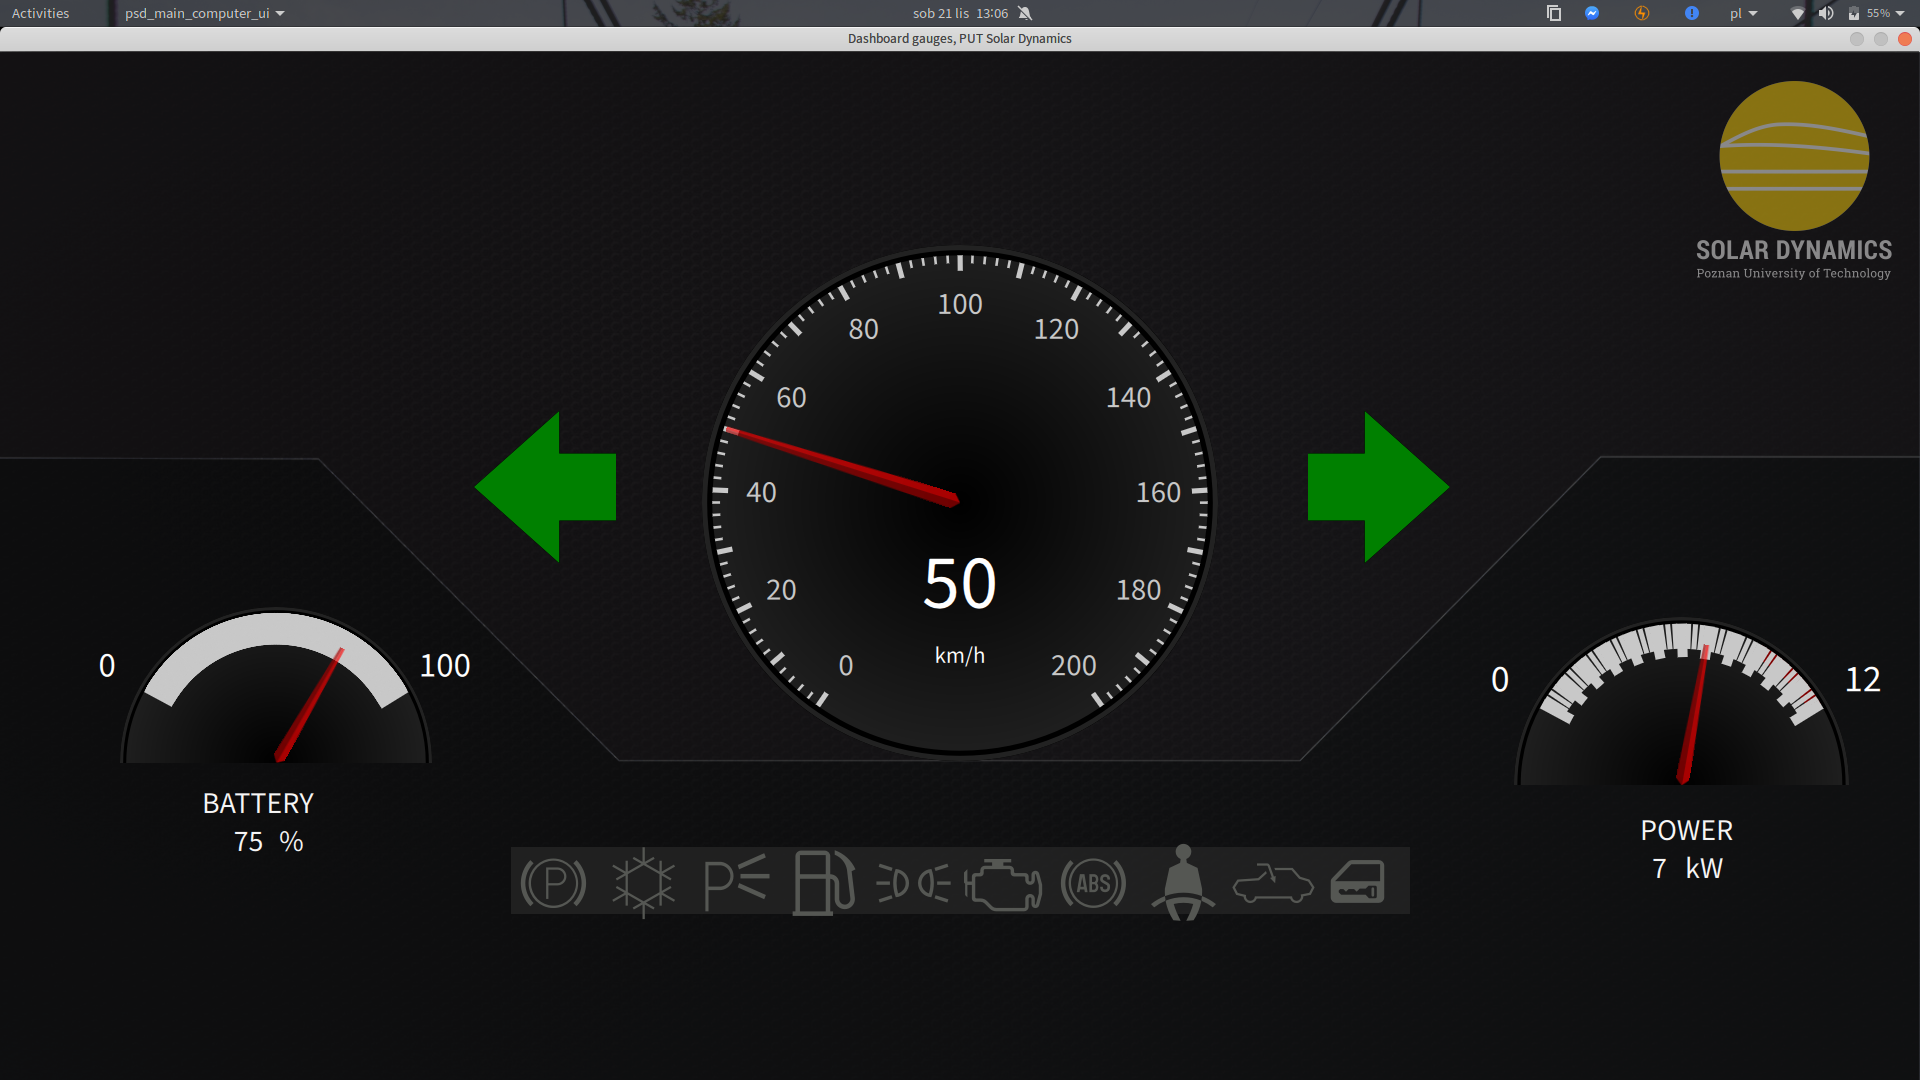 Activities
psd_main_computer_ui
sob 21 lis 13:06
pl
55%
Dashboard gauges, PUT Solar Dynamics
SOLAR DYNAMICS
Poznan University of Technology
100
80
120
60
140
40
160
20
180
50
km/h
0
200
0
100
BATTERY
75 %
0
12
POWER
7 kW
P
P
ABS